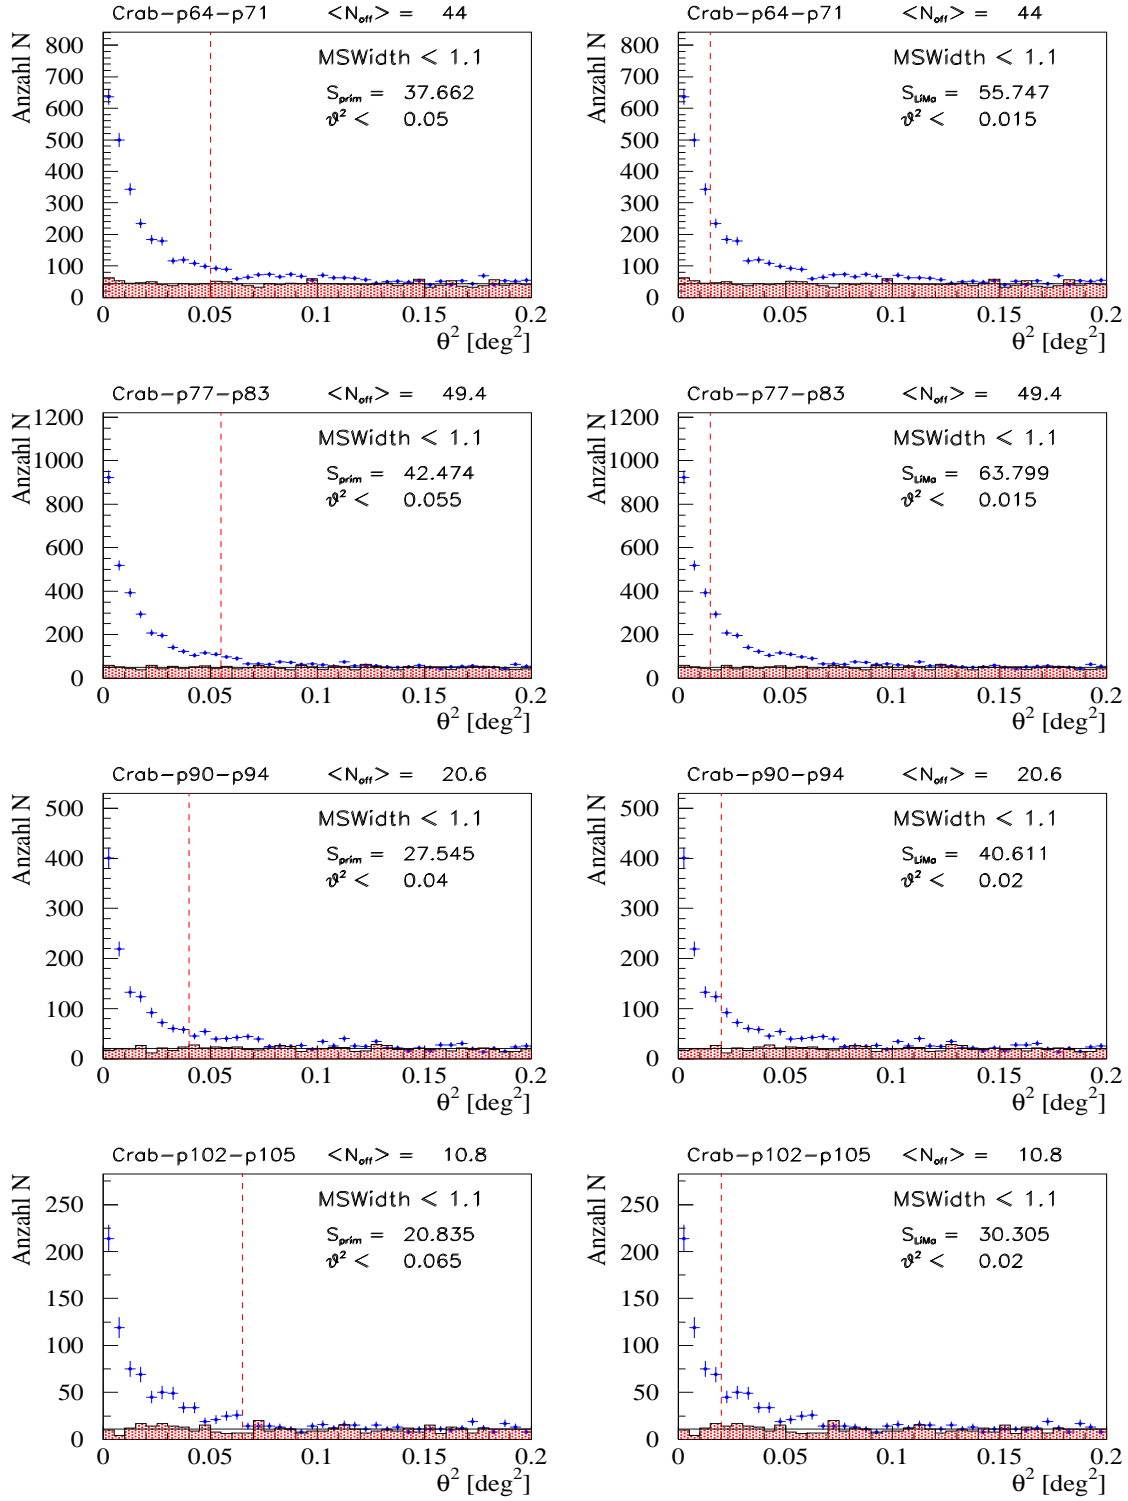 Crab-p64-p71 <N_off> = 44
MSWidth < 1.1
S_prim = 37.662
ϑ² < 0.05
Anzahl N
800
700
600
500
400
300
200
100
0
0 0.05 0.1 0.15 0.2
θ² [deg²]
Crab-p64-p71 <N_off> = 44
MSWidth < 1.1
S_LiMa = 55.747
ϑ² < 0.015
Anzahl N
800
700
600
500
400
300
200
100
0
0 0.05 0.1 0.15 0.2
θ² [deg²]
Crab-p77-p83 <N_off> = 49.4
MSWidth < 1.1
S_prim = 42.474
ϑ² < 0.055
Anzahl N
1200
1000
800
600
400
200
0
0 0.05 0.1 0.15 0.2
θ² [deg²]
Crab-p77-p83 <N_off> = 49.4
MSWidth < 1.1
S_LiMa = 63.799
ϑ² < 0.015
Anzahl N
1200
1000
800
600
400
200
0
0 0.05 0.1 0.15 0.2
θ² [deg²]
Crab-p90-p94 <N_off> = 20.6
MSWidth < 1.1
S_prim = 27.545
ϑ² < 0.04
Anzahl N
500
400
300
200
100
0
0 0.05 0.1 0.15 0.2
θ² [deg²]
Crab-p90-p94 <N_off> = 20.6
MSWidth < 1.1
S_LiMa = 40.611
ϑ² < 0.02
Anzahl N
500
400
300
200
100
0
0 0.05 0.1 0.15 0.2
θ² [deg²]
Crab-p102-p105 <N_off> = 10.8
MSWidth < 1.1
S_prim = 20.835
ϑ² < 0.065
Anzahl N
250
200
150
100
50
0
0 0.05 0.1 0.15 0.2
θ² [deg²]
Crab-p102-p105 <N_off> = 10.8
MSWidth < 1.1
S_LiMa = 30.305
ϑ² < 0.02
Anzahl N
250
200
150
100
50
0
0 0.05 0.1 0.15 0.2
θ² [deg²]